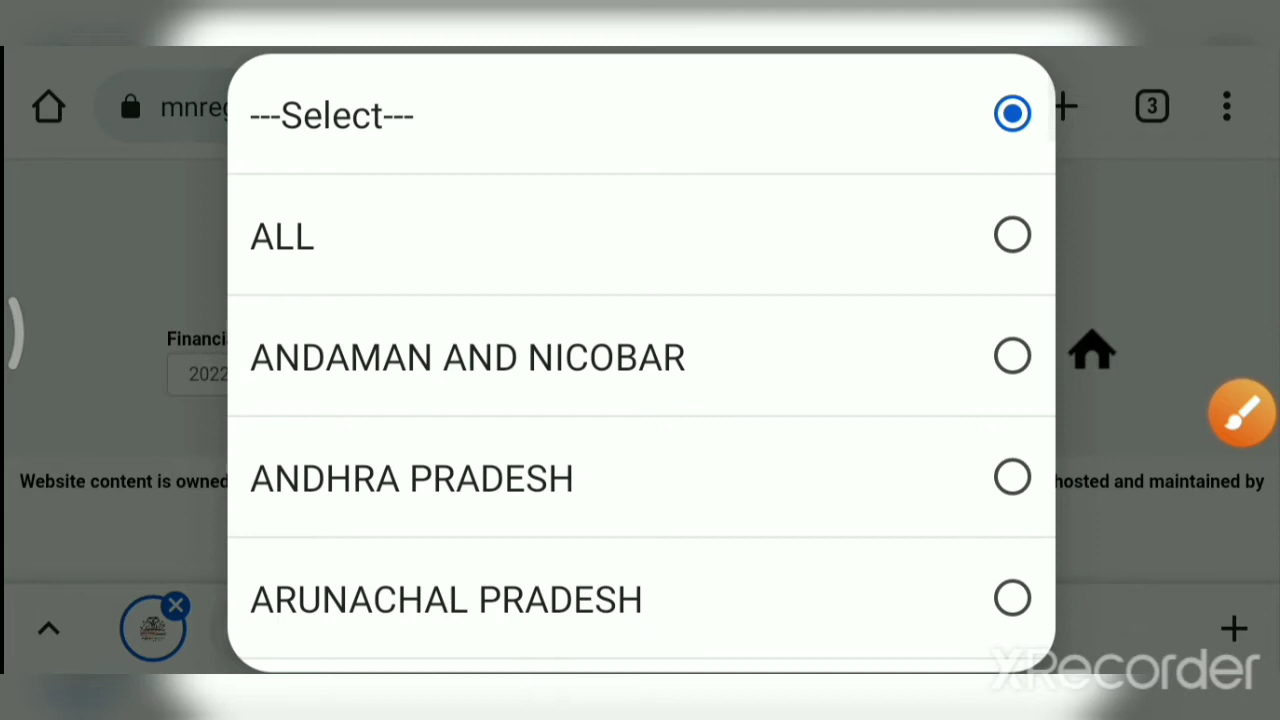 ---Select---
mnreg
3
ALL
Financi
ANDAMAN AND NICOBAR
2022
ANDHRA PRADESH
Website content is owned
hosted and maintained by
ARUNACHAL PRADESH
XRecorder